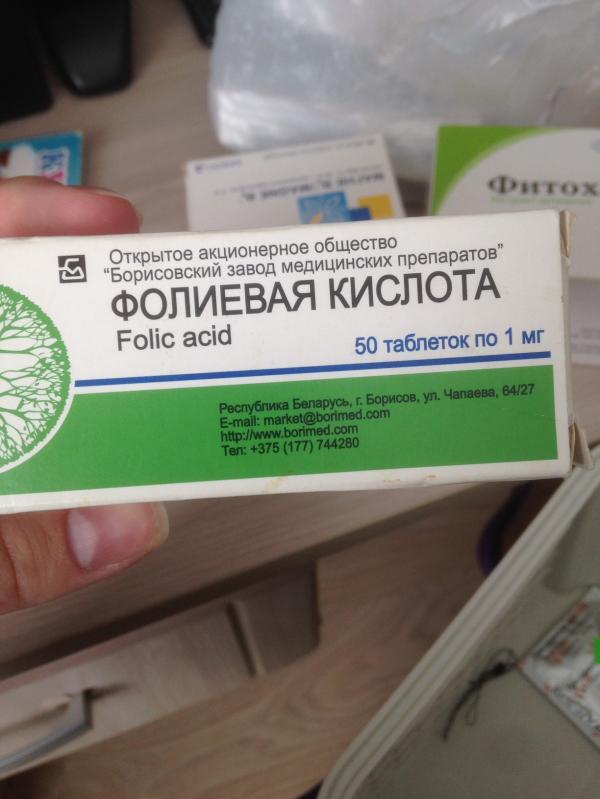 Фитох
Открытое акционерное общество
"Борисовский завод медицинских препаратов"
ФОЛИЕВАЯ КИСЛОТА
Folic acid
50 таблеток по 1 мг
Республика Беларусь, г. Борисов, ул. Чапаева, 64/27
E-mail: market@borimed.com
http://www.borimed.com
Тел: +375 (177) 744280